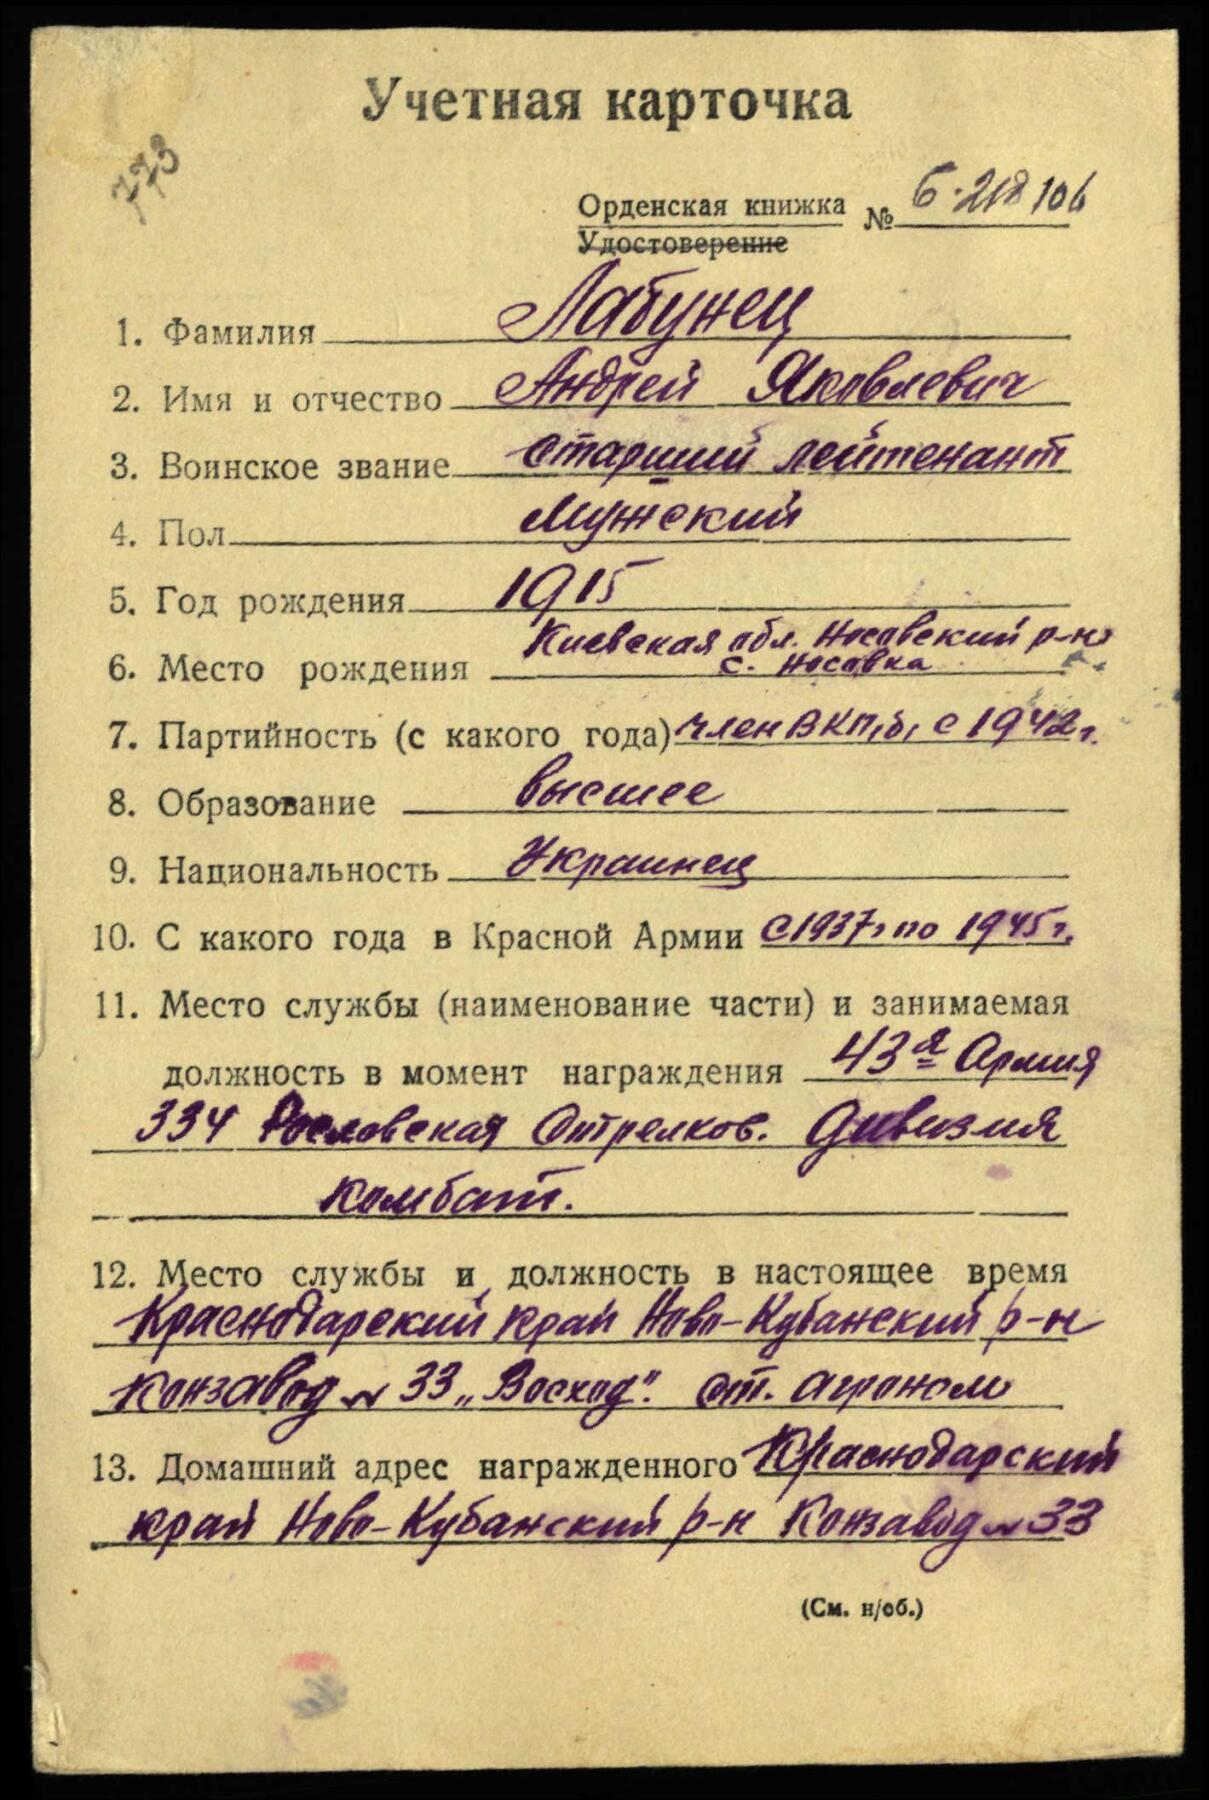 Учетная карточка
773
Орденская книжка № Б-218106
Удостоверение
1. Фамилия Лабунец
2. Имя и отчество Андрей Яковлевич
3. Воинское звание старший лейтенант
4. Пол Мужской
5. Год рождения 1915
Киевская обл. Носовский р-н
6. Место рождения с. Носовка
7. Партийность (с какого года) член ВКП,б, с 1942 г.
8. Образование высшее
9. Национальность Украинец
10. С какого года в Красной Армии с 1937г по 1945 г.
11. Место службы (наименование части) и занимаемая
должность в момент награждения 43я Армия
334 Стрелков. Дивизия
комбат.
12. Место службы и должность в настоящее время
Краснодарский край Ново-Кубанский р-н
Конзавод № 33 „Восход". ст. агроном
13. Домашний адрес награжденного Краснодарский
край Ново-Кубанский р-н Конзавод № 33
(См. н/об.)